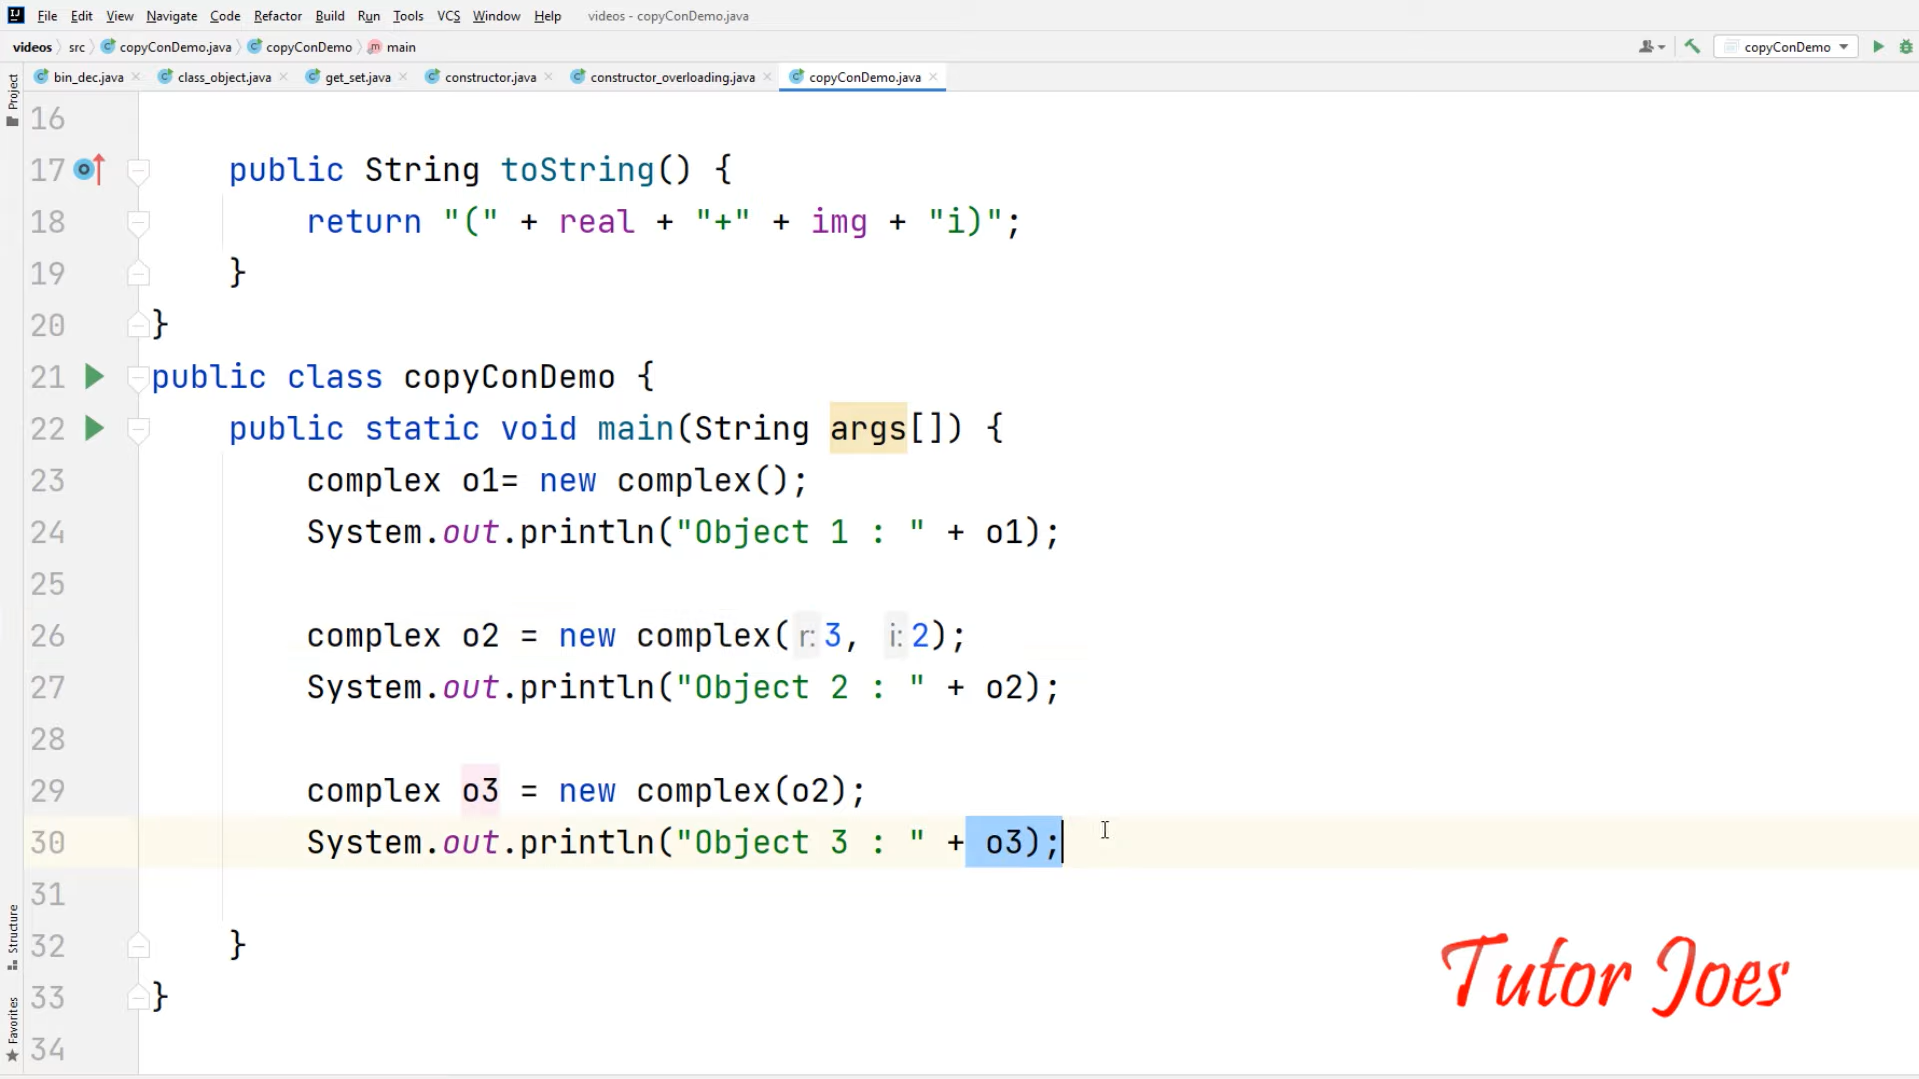 File Edit View Navigate Code Refactor Build Run Tools VCS Window Help videos - copyConDemo.java
videos src copyConDemo.java copyConDemo m main copyConDemo
bin_dec.java class_object.java get_set.java constructor.java constructor_overloading.java copyConDemo.java
Project
16
17 public String toString() {
18 return "(" + real + "+" + img + "i)";
19 }
20 }
21 public class copyConDemo {
22 public static void main(String args[]) {
23 complex o1= new complex();
24 System.out.println("Object 1 : " + o1);
25
26 complex o2 = new complex( r: 3, i: 2);
27 System.out.println("Object 2 : " + o2);
28
29 complex o3 = new complex(o2);
30 System.out.println("Object 3 : " + o3);
31
32 }
33 }
34
Structure
Favorites
Tutor Joes